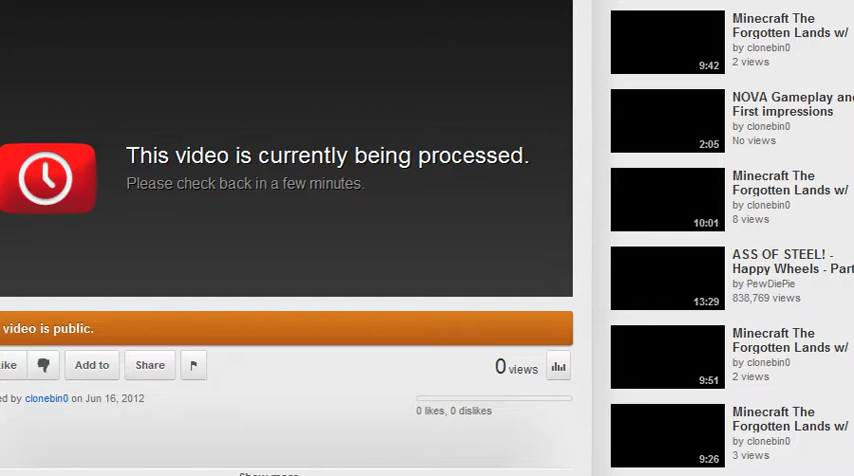 This video is currently being processed.
Please check back in a few minutes.
video is public.
Add to
Share
0 views
by clonebin0 on Jun 16, 2012
0 likes, 0 dislikes
Show more
Minecraft The
Forgotten Lands w/
by clonebin0
2 views
9:42
NOVA Gameplay and
First impressions
by clonebin0
No views
2:05
Minecraft The
Forgotten Lands w/
by clonebin0
8 views
10:01
ASS OF STEEL! -
Happy Wheels - Part
by PewDiePie
838,769 views
13:29
Minecraft The
Forgotten Lands w/
by clonebin0
2 views
9:51
Minecraft The
Forgotten Lands w/
by clonebin0
3 views
9:26